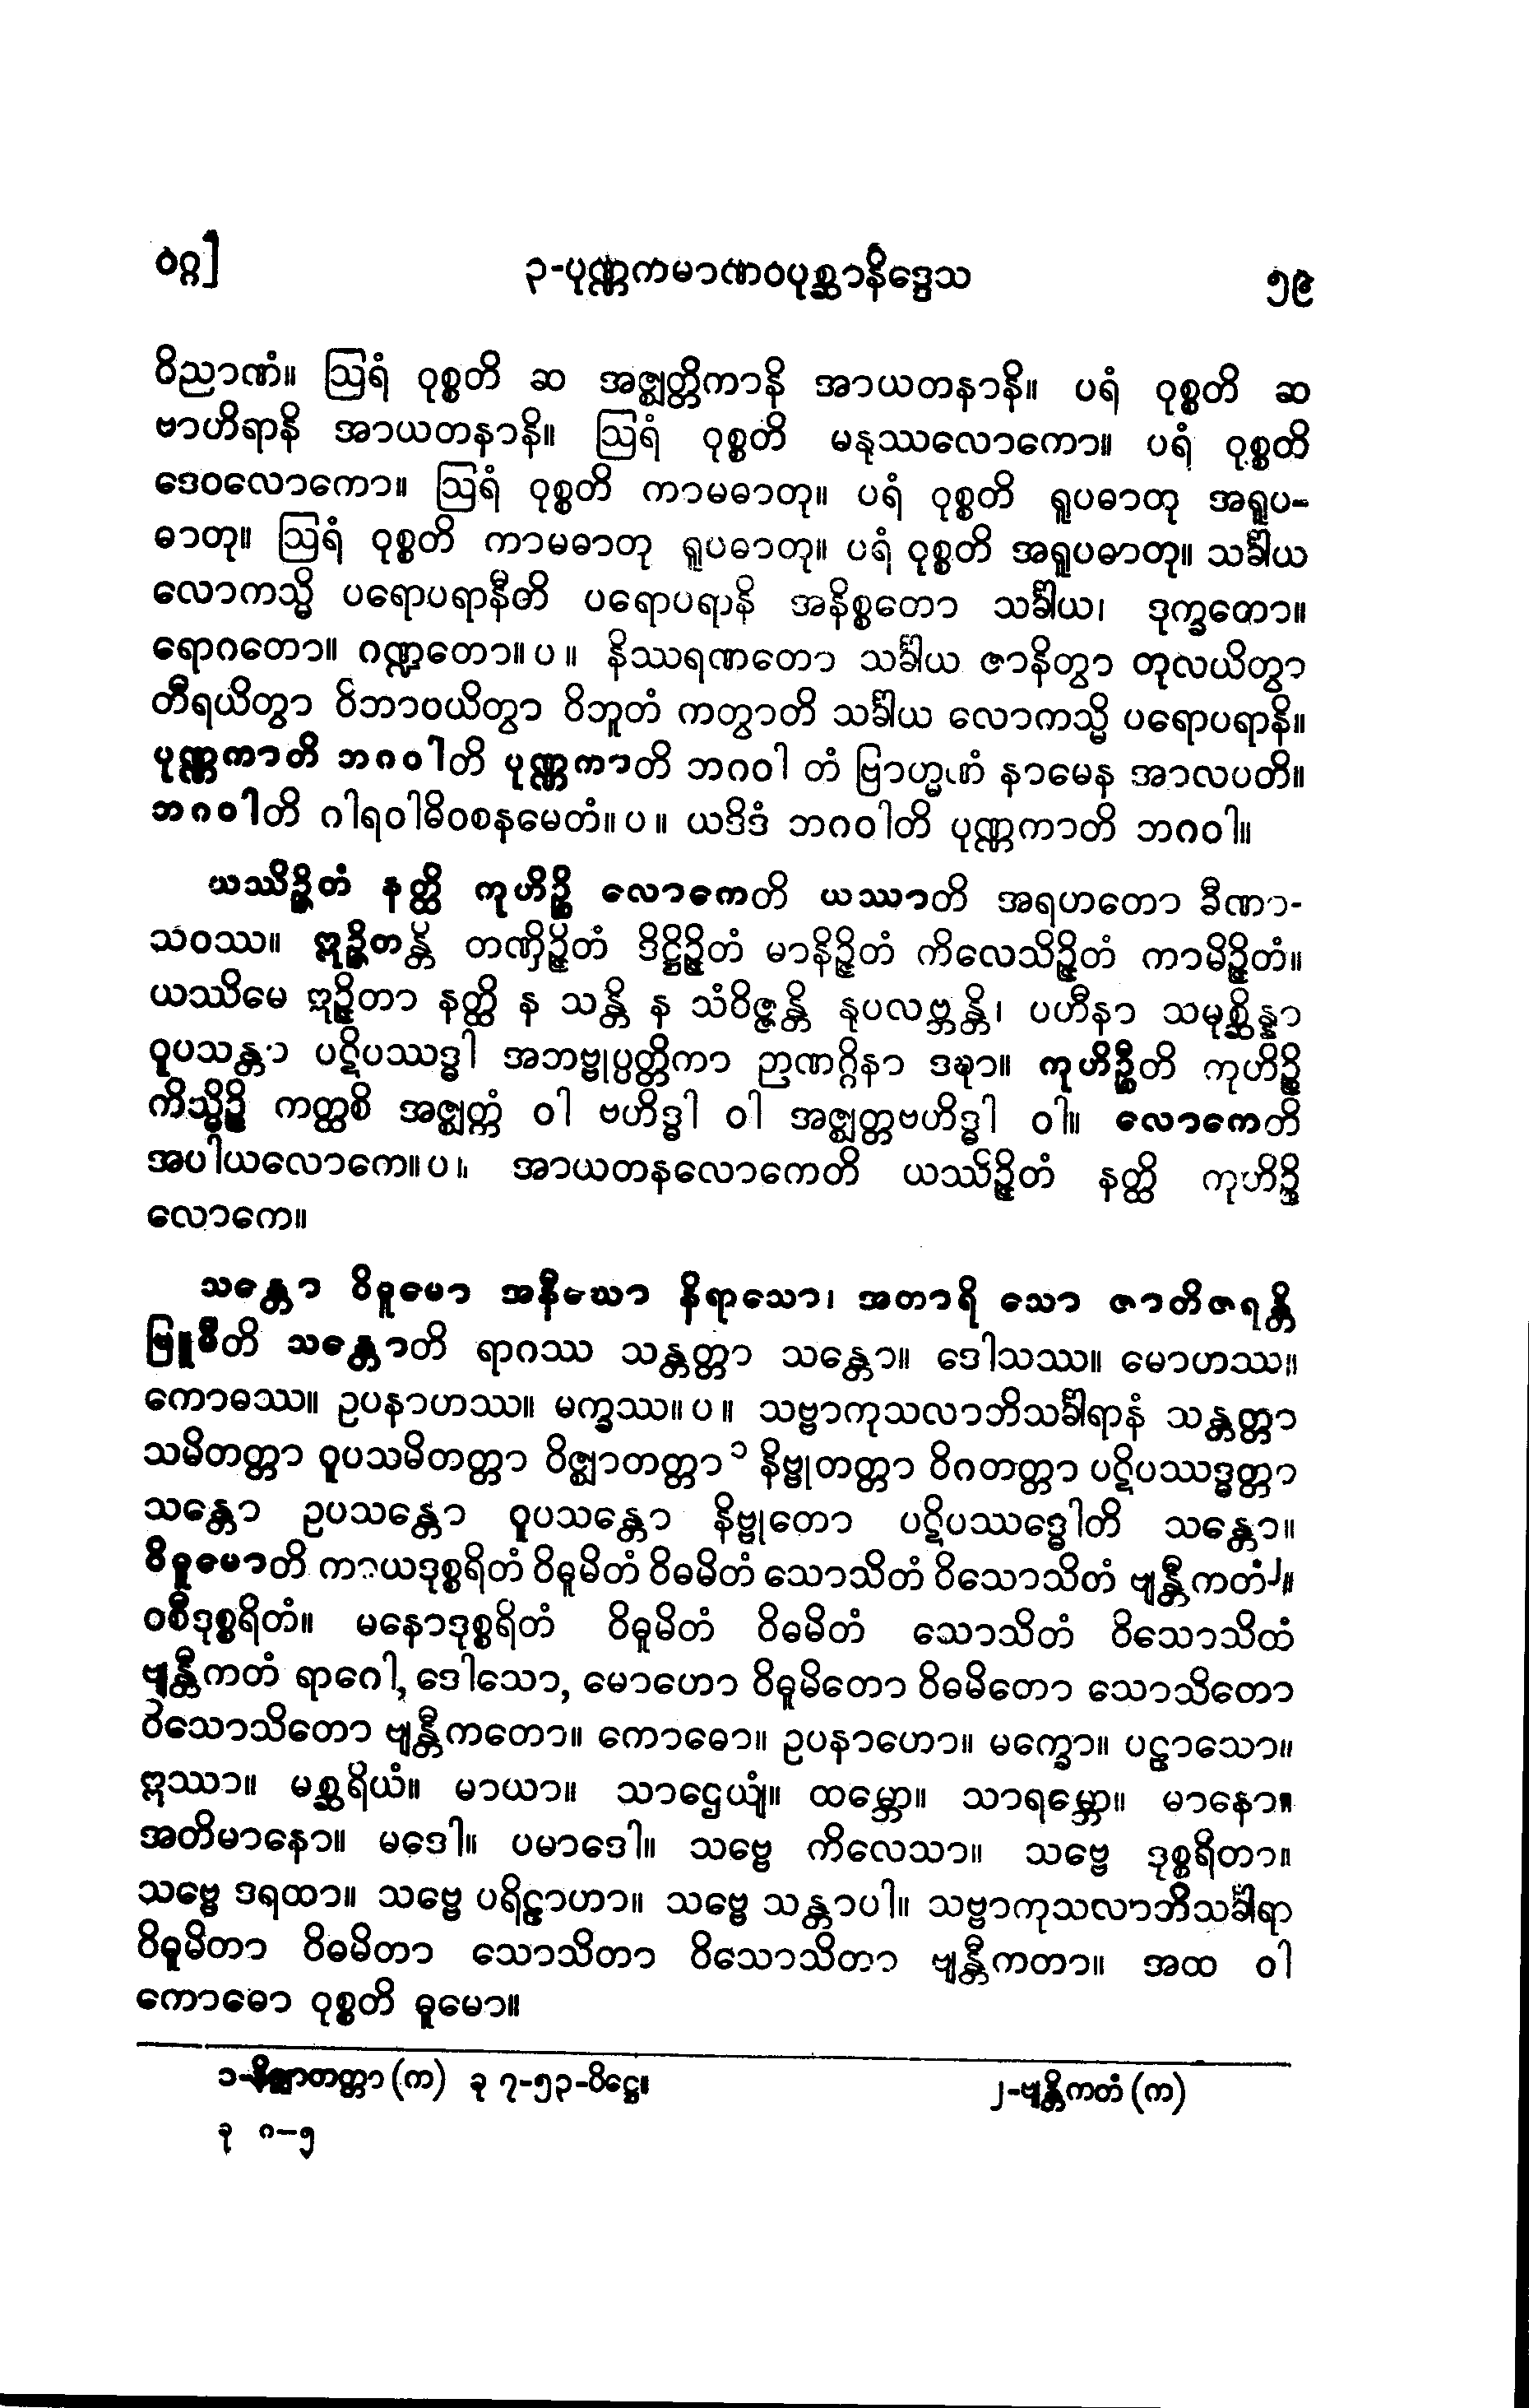 ဝဂ္ဂ]
၃-ပုဏ္ဏကမာဏဝပုစ္ဆာနိဒ္ဒေသ
၅၉
ဝိညာဏံ။ ဩရံ ဝုစ္စတိ ဆ အဇ္ဈတ္တိကာနိ အာယတနာနိ။ ပရံ ဝုစ္စတိ ဆ
ဗာဟိရာနိ အာယတနာနိ။ ဩရံ ဝုစ္စတိ မနုဿလောကော။ ပရံ ဝုစ္စတိ
ဒေဝလောကော။ ဩရံ ဝုစ္စတိ ကာမဓာတု။ ပရံ ဝုစ္စတိ ရူပဓာတု အရူပ-
ဓာတု။ ဩရံ ဝုစ္စတိ ကာမဓာတု ရူပဓာတု။ ပရံ ဝုစ္စတိ အရူပဓာတု။ သင်္ခါယ
လောကသ္မိ ပရောပရာနီတိ ပရောပရာနိ အနိစ္စတော သင်္ခါယ၊ ဒုက္ခတော။
ရောဂတော။ ဂဏ္ဍတော။ပ။ နိဿရဏတော သင်္ခါယ ဇာနိတွာ တုလယိတွာ
တီရယိတွာ ဝိဘာဝယိတွာ ဝိဘူတံ ကတွာတိ သင်္ခါယ လောကသ္မိ ပရောပရာနိ။
ပုဏ္ဏကာတိ ဘဂဝါတိ ပုဏ္ဏကာတိ ဘဂဝါ တံ ဗြာဟ္မဏံ နာမေန အာလပတိ။
ဘဂဝါတိ ဂါရဝါဓိဝစနမေတံ။ပ။ ယဒိဒံ ဘဂဝါတိ ပုဏ္ဏကာတိ ဘဂဝါ။
ယဿိဉ္ဇိတံ နတ္ထိ ကုဟိဉ္စိ လောကေတိ ယဿာတိ အရဟတော ခီဏာ-
သဝဿ။ ဣဉ္ဇိတန္တိ တဏှိဉ္ဇိတံ ဒိဋ္ဌိဉ္ဇိတံ မာနိဉ္ဇိတံ ကိလေသိဉ္ဇိတံ ကာမိဉ္ဇိတံ။
ယဿိမေ ဣဉ္ဇိတာ နတ္ထိ န သန္တိ န သံဝိဇ္ဇန္တိ နုပလဗ္ဘန္တိ၊ ပဟီနာ သမုစ္ဆိန္နာ
ဝူပသန္တာ ပဋိပဿဒ္ဓါ အဘဗ္ဗုပ္ပတ္တိကာ ဉာဏဂ္ဂိနာ ဒဍ္ဎာ။ ကုဟိဉ္စီတိ ကုဟိဉ္စိ
ကိသ္မိဉ္စိ ကတ္ထစိ အဇ္ဈတ္တံ ဝါ ဗဟိဒ္ဓါ ဝါ အဇ္ဈတ္တဗဟိဒ္ဓါ ဝါ။ လောကေတိ
အပါယလောကေ။ပ။ အာယတနလောကေတိ ယဿိဉ္ဇိတံ နတ္ထိ ကုဟိဉ္စိ
လောကေ။
သန္တော ဝိဓူမော အနီဃော နိရာသော၊ အတာရိ သော ဇာတိဇရန္တိ
ဗြူမီတိ သန္တောတိ ရာဂဿ သန္တတ္တာ သန္တော။ ဒေါသဿ။ မောဟဿ။
ကောဓဿ။ ဥပနာဟဿ။ မက္ခဿ။ပ။ သဗ္ဗာကုသလာဘိသင်္ခါရာနံ သန္တတ္တာ
သမိတတ္တာ ဝူပသမိတတ္တာ ဝိဇ္ဈာတတ္တာ ၁ နိဗ္ဗုတတ္တာ ဝိဂတတ္တာ ပဋိပဿဒ္ဓတ္တာ
သန္တော ဥပသန္တော ဝူပသန္တော နိဗ္ဗုတော ပဋိပဿဒ္ဓေါတိ သန္တော။
ဝိဓူမောတိ ကာယဒုစ္စရိတံ ဝိဓူမိတံ ဝိဓမိတံ သောသိတံ ဝိသောသိတံ ဗျန္တီကတံ၂။
ဝစီဒုစ္စရိတံ။ မနောဒုစ္စရိတံ ဝိဓူမိတံ ဝိဓမိတံ သောသိတံ ဝိသောသိတံ
ဗျန္တီကတံ ရာဂေါ, ဒေါသော, မောဟော ဝိဓူမိတော ဝိဓမိတော သောသိတော
ဝိသောသိတော ဗျန္တီကတော။ ကောဓော။ ဥပနာဟော။ မက္ခော။ ပဠာသော။
ဣဿာ။ မစ္ဆရိယံ။ မာယာ။ သာဌေယျံ။ ထမ္ဘော။ သာရမ္ဘော။ မာနော။
အတိမာနော။ မဒေါ။ ပမာဒေါ။ သဗ္ဗေ ကိလေသာ။ သဗ္ဗေ ဒုစ္စရိတာ။
သဗ္ဗေ ဒရထာ။ သဗ္ဗေ ပရိဠာဟာ။ သဗ္ဗေ သန္တာပါ။ သဗ္ဗာကုသလာဘိသင်္ခါရာ
ဝိဓူမိတာ ဝိဓမိတာ သောသိတာ ဝိသောသိတာ ဗျန္တီကတာ။ အထ ဝါ
ကောဓော ဝုစ္စတိ ဓူမော။
၁-နိဇ္ဈာတတ္တာ (က) ခု ၇-၅၃-ပိဋ္ဌေ။
၂-ဗျန္တိကတံ (က)
ခု ဂ-၅